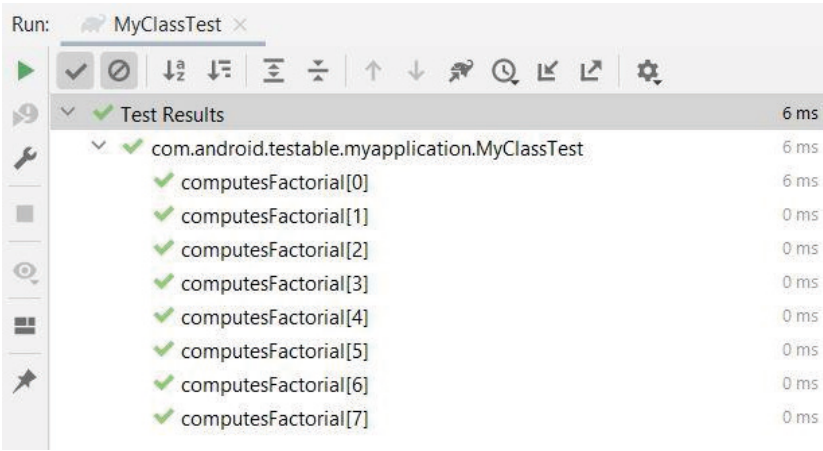 Run: MyClassTest
Test Results 6 ms
com.android.testable.myapplication.MyClassTest 6 ms
computesFactorial[0] 6 ms
computesFactorial[1] 0 ms
computesFactorial[2] 0 ms
computesFactorial[3] 0 ms
computesFactorial[4] 0 ms
computesFactorial[5] 0 ms
computesFactorial[6] 0 ms
computesFactorial[7] 0 ms